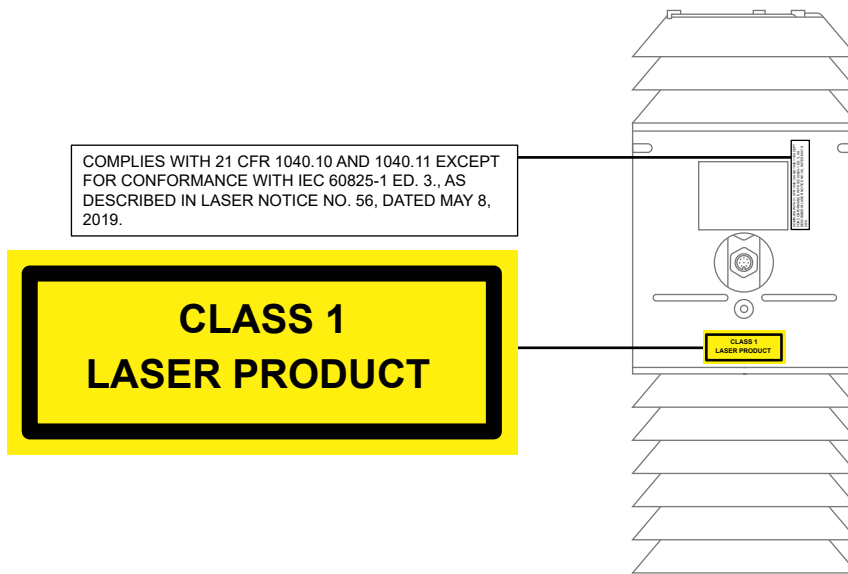 COMPLIES WITH 21 CFR 1040.10 AND 1040.11 EXCEPT
FOR CONFORMANCE WITH IEC 60825-1 ED. 3., AS
DESCRIBED IN LASER NOTICE NO. 56, DATED MAY 8,
2019.
CLASS 1
LASER PRODUCT
CLASS 1
LASER PRODUCT